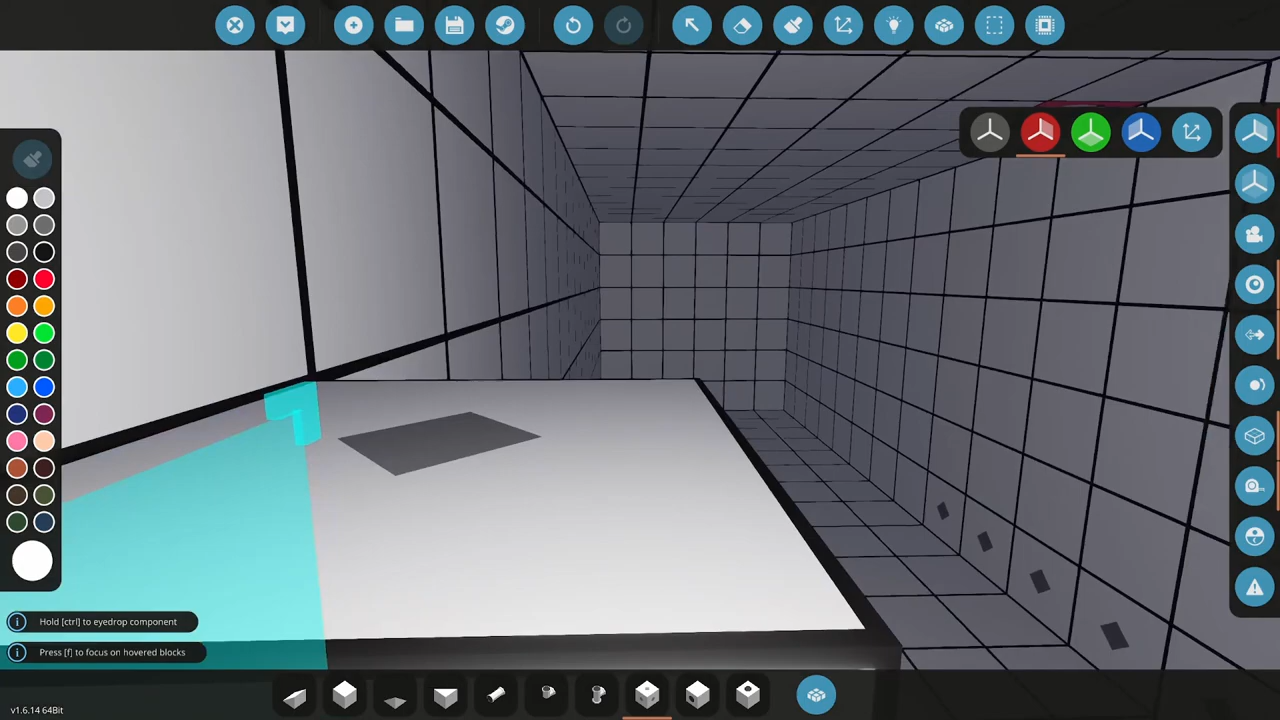 Hold [ctrl] to eyedrop component
Press [f] to focus on hovered blocks
v1.6.14 64Bit